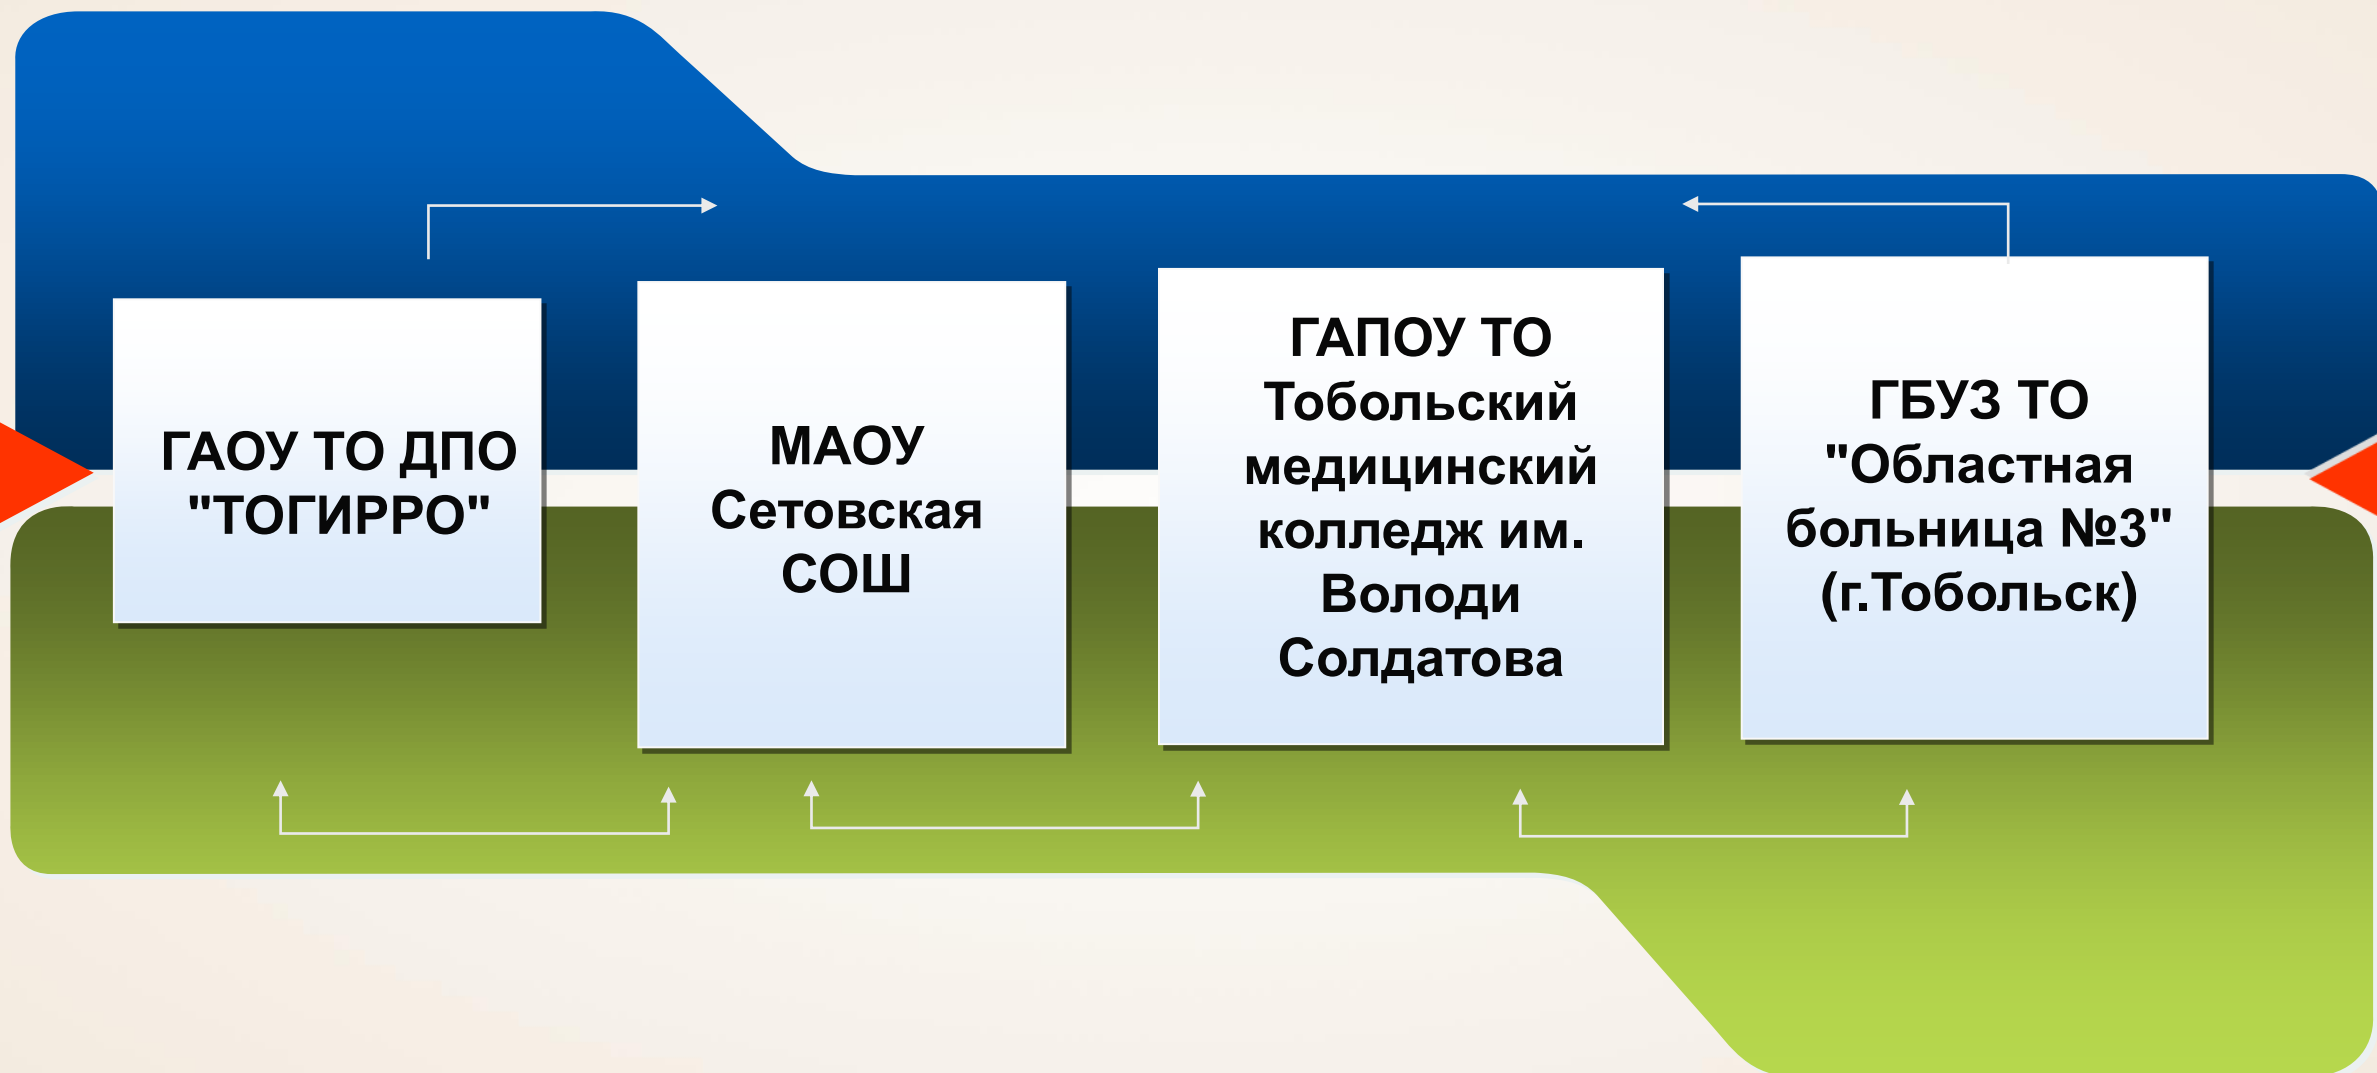 ГАОУ ТО ДПО
"ТОГИРРО"
МАОУ
Сетовская
СОШ
ГАПОУ ТО
Тобольский
медицинский
колледж им.
Володи
Солдатова
ГБУЗ ТО
"Областная
больница №3"
(г.Тобольск)